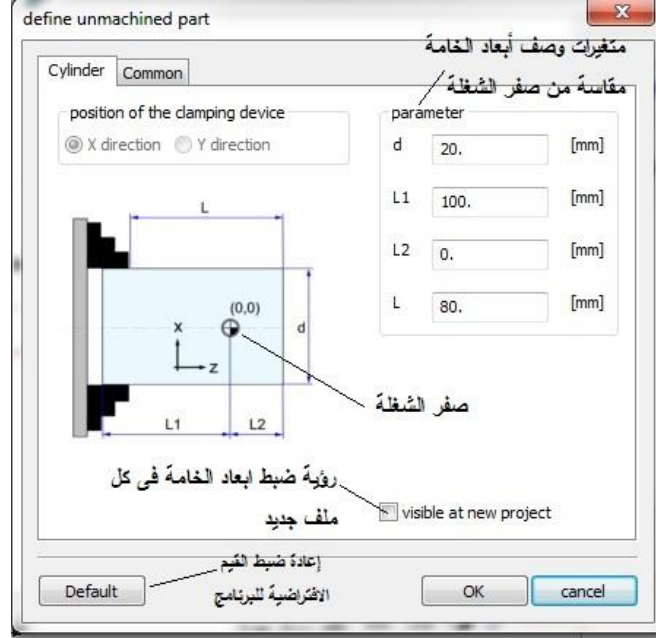 define unmachined part
متغيرات وصف أبعاد الخامة
مقاسة من صفر الشغلة
Cylinder
Common
position of the clamping device
X direction
Y direction
parameter
d 20. [mm]
L1 100. [mm]
L2 0. [mm]
L 80. [mm]
L
(0,0)
X
d
Z
L1
L2
صفر الشغلة
رؤية ضبط ابعاد الخامة فى كل
ملف جديد
visible at new project
إعادة ضبط القيم
الافتراضية للبرنامج
Default
OK
cancel